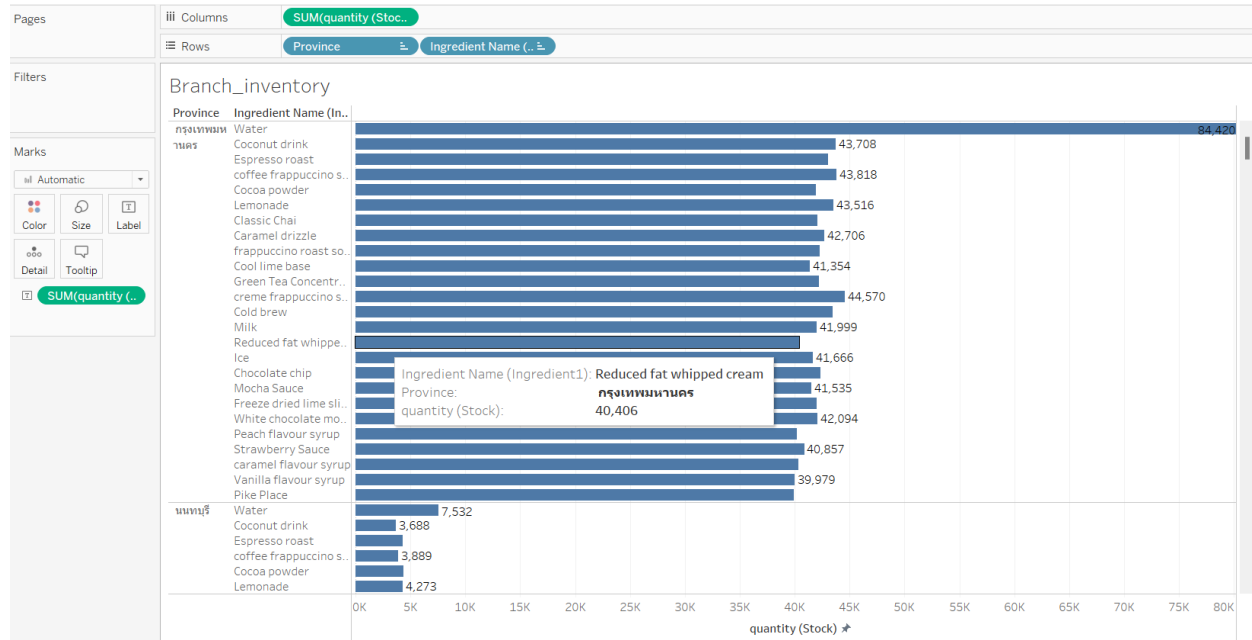 Pages
Columns
SUM(quantity (Stoc..
Rows
Province
Ingredient Name (..
Filters
Marks
Automatic
Color
Size
Label
Detail
Tooltip
SUM(quantity (..
Branch_inventory
Province Ingredient Name (In..
กรุงเทพมห
านคร
Water 84,420
Coconut drink 43,708
Espresso roast
coffee frappuccino s.. 43,818
Cocoa powder
Lemonade 43,516
Classic Chai
Caramel drizzle 42,706
frappuccino roast so..
Cool lime base 41,354
Green Tea Concentr..
creme frappuccino s.. 44,570
Cold brew
Milk 41,999
Reduced fat whippe..
Ice 41,666
Chocolate chip
Mocha Sauce 41,535
Freeze dried lime sli..
White chocolate mo.. 42,094
Peach flavour syrup
Strawberry Sauce 40,857
caramel flavour syrup
Vanilla flavour syrup 39,979
Pike Place
Ingredient Name (Ingredient1): Reduced fat whipped cream
Province: กรุงเทพมหานคร
quantity (Stock): 40,406
นนทบุรี
Water 7,532
Coconut drink 3,688
Espresso roast
coffee frappuccino s.. 3,889
Cocoa powder
Lemonade 4,273
0K 5K 10K 15K 20K 25K 30K 35K 40K 45K 50K 55K 60K 65K 70K 75K 80K
quantity (Stock)